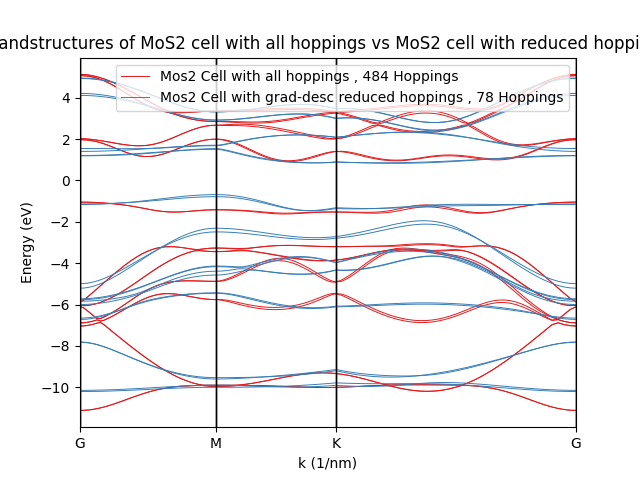 andstructures of MoS2 cell with all hoppings vs MoS2 cell with reduced hoppi
Mos2 Cell with all hoppings , 484 Hoppings
Mos2 Cell with grad-desc reduced hoppings , 78 Hoppings
4
2
0
−2
−4
−6
−8
−10
Energy (eV)
G M K G
k (1/nm)